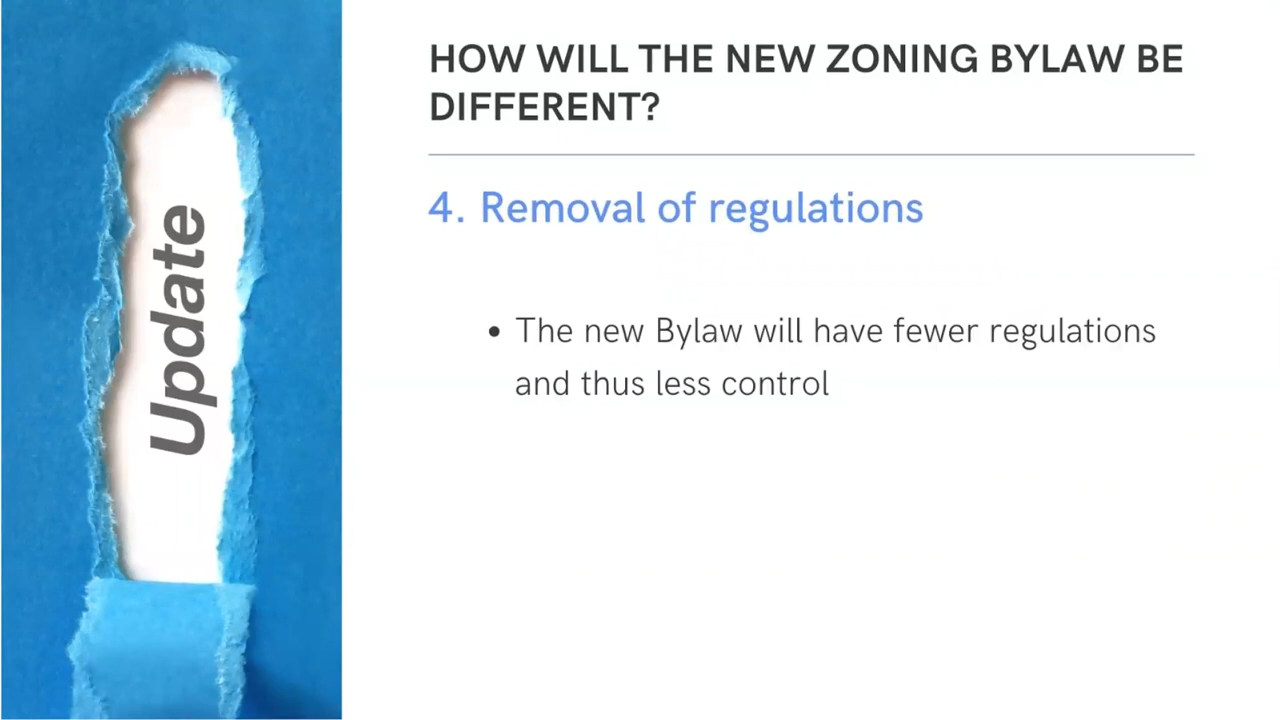 HOW WILL THE NEW ZONING BYLAW BE
DIFFERENT?
4. Removal of regulations
• The new Bylaw will have fewer regulations
and thus less control
Update